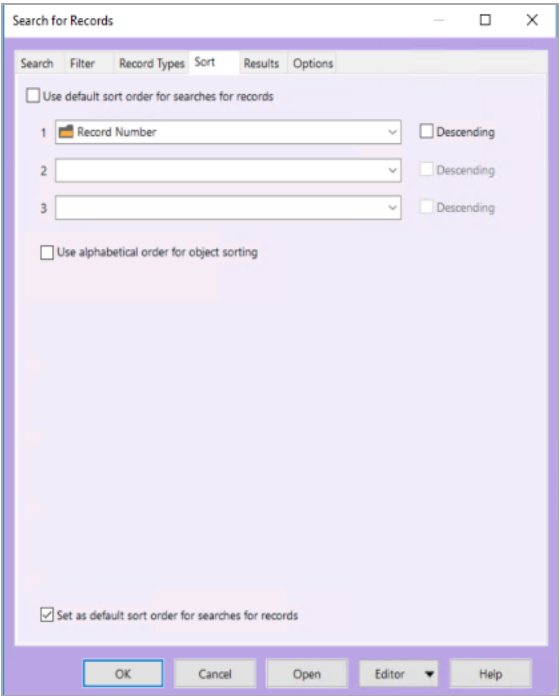 Search for Records
Search Filter Record Types Sort Results Options
Use default sort order for searches for records
1 Record Number Descending
2 Descending
3 Descending
Use alphabetical order for object sorting
Set as default sort order for searches for records
OK Cancel Open Editor Help